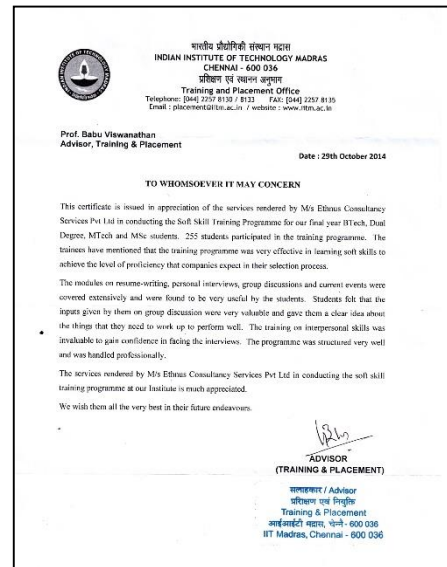 भारतीय प्रौद्योगिकी संस्थान मद्रास
INDIAN INSTITUTE OF TECHNOLOGY MADRAS
CHENNAI - 600 036
प्रशिक्षण एवं स्थानन अनुभाग
Training and Placement Office
Telephone: [044] 2257 8130 / 8133 FAX: [044] 2257 8135
Email : placement@iitm.ac.in / website : www.iitm.ac.in
Prof. Babu Viswanathan
Advisor, Training & Placement
Date : 29th October 2014
TO WHOMSOEVER IT MAY CONCERN
This certificate is issued in appreciation of the services rendered by M/s Ethnus Consultancy
Services Pvt Ltd in conducting the Soft Skill Training Programme for our final year BTech, Dual
Degree, MTech and MSc students. 255 students participated in the training programme. The
trainees have mentioned that the training programme was very effective in learning soft skills to
achieve the level of proficiency that companies expect in their selection process.
The modules on resume-writing, personal interviews, group discussions and current events were
covered extensively and were found to be very useful by the students. Students felt that the
inputs given by them on group discussion were very valuable and gave them a clear idea about
the things that they need to work up to perform well. The training on interpersonal skills was
invaluable to gain confidence in facing the interviews. The programme was structured very well
and was handled professionally.
The services rendered by M/s Ethnus Consultancy Services Pvt Ltd in conducting the soft skill
training programme at our Institute is much appreciated.
We wish them all the very best in their future endeavours.
ADVISOR
(TRAINING & PLACEMENT)
सलाहकार / Advisor
प्रशिक्षण एवं नियुक्ति
Training & Placement
आईआईटी मद्रास, चेन्नै - 600 036
IIT Madras, Chennai - 600 036